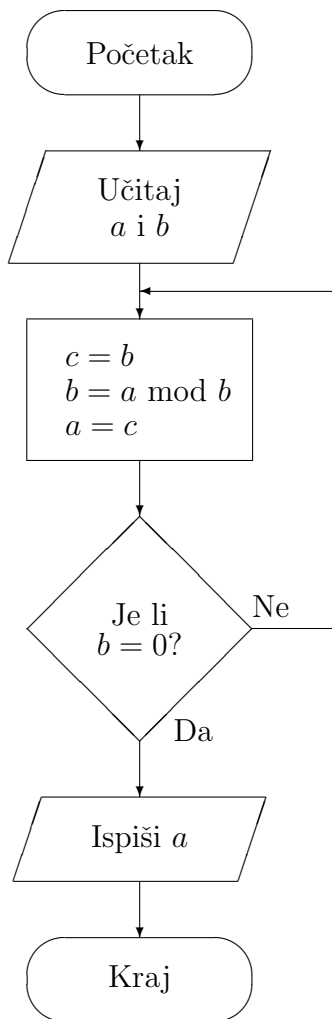 Početak
Učitaj
a i b
c = b
b = a mod b
a = c
Je li
b = 0?
Ne
Da
Ispiši a
Kraj